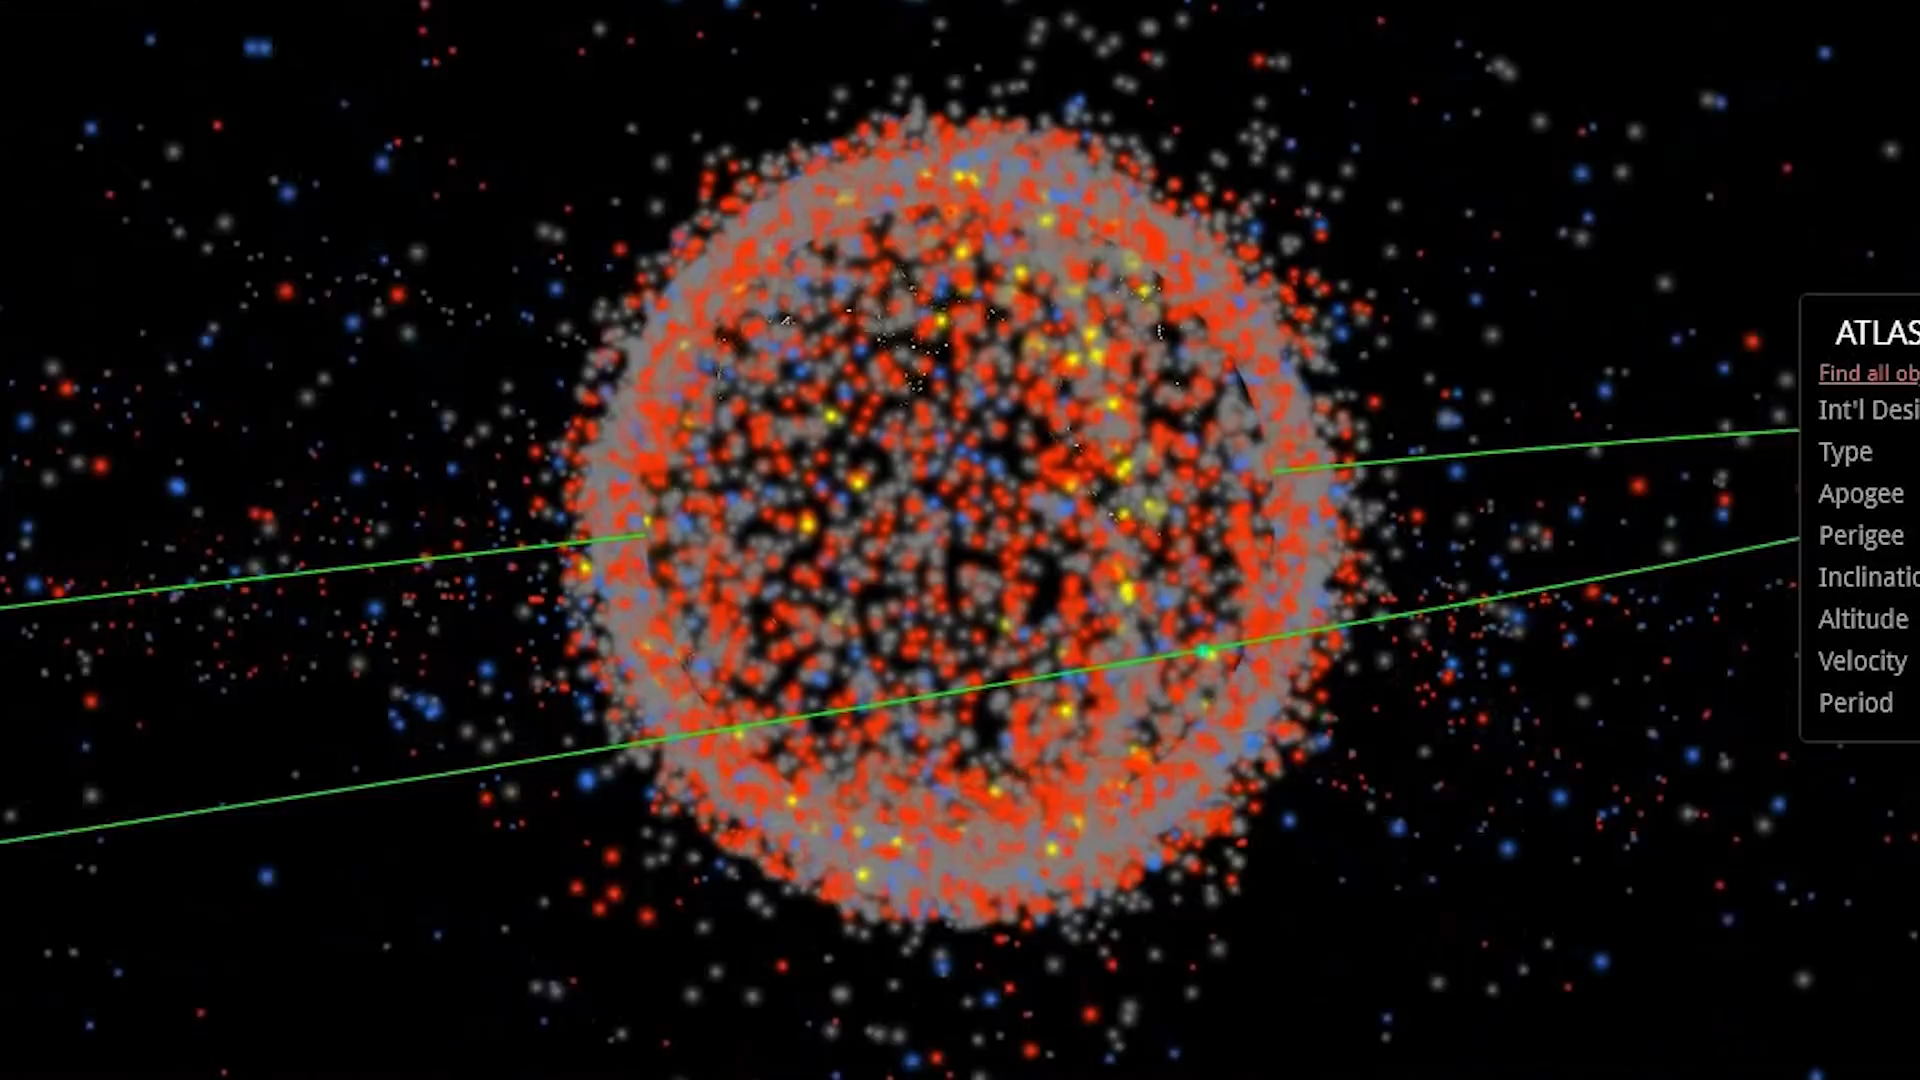 ATLAS
Find all ob
Int'l Desi
Type
Apogee
Perigee
Inclinatio
Altitude
Velocity
Period